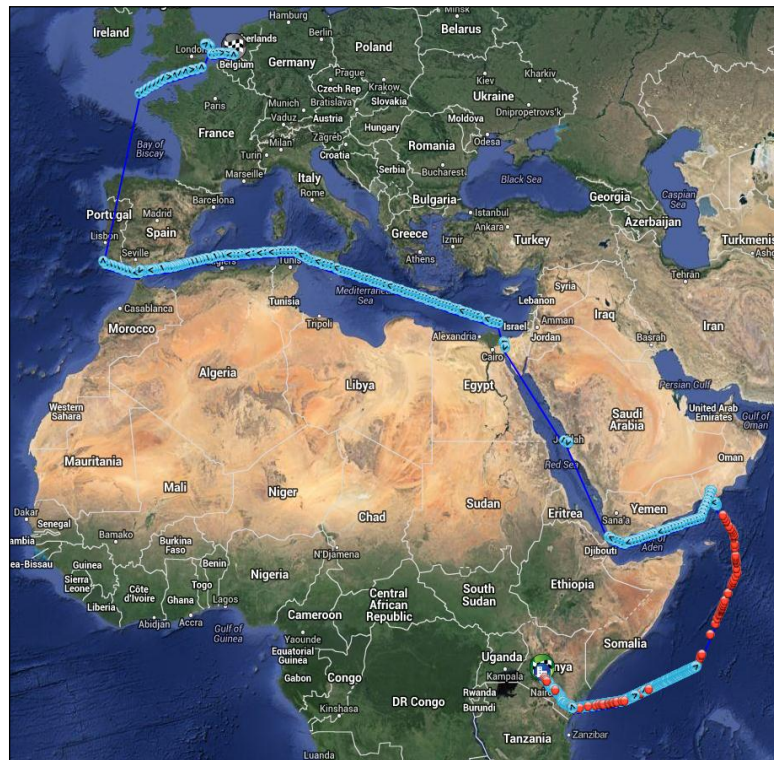 Ireland
Hamburg
Berlin
Minsk
Belarus
London
Belgium
Germany
Poland
Prague
Czech Rep
Krakow
Slovakia
Kiev
Kharkiv
Ukraine
Paris
Munich
Vaduz
Bratislava
Austria
Dnipropetrovs'k
France
Milan
Turin
Zagreb
Croatia
Hungary
Moldova
Romania
Odesa
Bay of
Biscay
Marseille
Italy
Rome
Serbia
Bucharest
Bulgaria
Black Sea
Georgia
Caspian
Sea
Portugal
Madrid
Spain
Barcelona
Lisbon
Seville
Istanbul
Ankara
Azerbaijan
Greece
Izmir
Turkey
Athens
Tunis
Tehran
Casablanca
Morocco
Tunisia
Tripoli
Mediterranean
Sea
Syria
Lebanon
Israel
Amman
Jordan
Iraq
Basrah
Iran
Alexandria
Cairo
Algeria
Libya
Egypt
Persian Gulf
Western
Sahara
Saudi
Arabia
United Arab
Emirates
Gulf of
Oman
Mauritania
Mali
Niger
Chad
Sudan
Red Sea
Oman
Yemen
Sana'a
Eritrea
Dakar
Senegal
Bamako
Burkina
Faso
Benin
Guinea
Sierra
Leone
Liberia
Côte
d'Ivoire
Ghana
Togo
Abidjan
Accra
Lagos
Nigeria
N'Djamena
Djibouti
Aden
Ethiopia
South
Sudan
Central
African
Republic
Cameroon
Yaounde
Gulf of
Guinea
Equatorial
Guinea
Gabon
Congo
Kinshasa
DR Congo
Uganda
Kampala
Rwanda
Burundi
Somalia
Tanzania
Zanzibar
Luanda